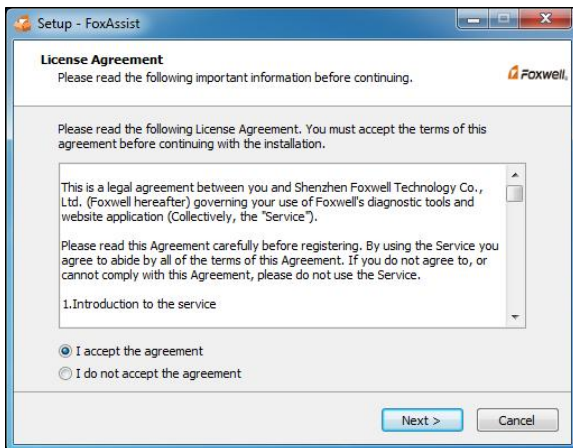 Setup - FoxAssist
License Agreement
Please read the following important information before continuing.
Foxwell®
Please read the following License Agreement. You must accept the terms of this
agreement before continuing with the installation.
This is a legal agreement between you and Shenzhen Foxwell Technology Co.,
Ltd. (Foxwell hereafter) governing your use of Foxwell's diagnostic tools and
website application (Collectively, the "Service").
Please read this Agreement carefully before registering. By using the Service you
agree to abide by all of the terms of this Agreement. If you do not agree to, or
cannot comply with this Agreement, please do not use the Service.
1.Introduction to the service
I accept the agreement
I do not accept the agreement
Next >
Cancel